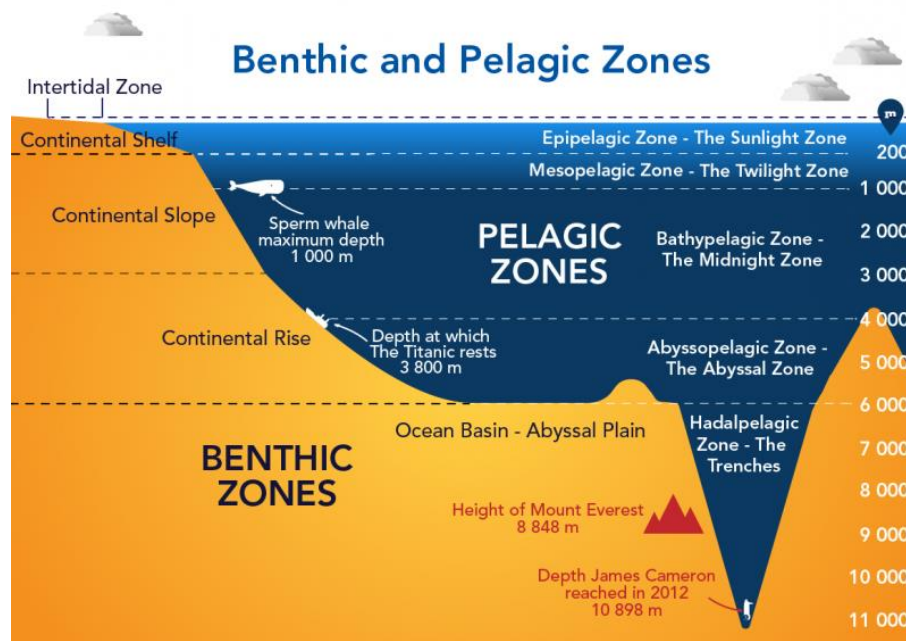 Benthic and Pelagic Zones
Intertidal Zone
m
Continental Shelf
Epipelagic Zone - The Sunlight Zone
200
Mesopelagic Zone - The Twilight Zone
1 000
Continental Slope
Sperm whale
maximum depth
1 000 m
PELAGIC
ZONES
Bathypelagic Zone -
The Midnight Zone
2 000
3 000
Continental Rise
Depth at which
The Titanic rests
3 800 m
4 000
Abyssopelagic Zone -
The Abyssal Zone
5 000
6 000
Ocean Basin - Abyssal Plain
Hadalpelagic
Zone - The
Trenches
7 000
BENTHIC
ZONES
8 000
Height of Mount Everest
8 848 m
9 000
Depth James Cameron
reached in 2012
10 898 m
10 000
11 000